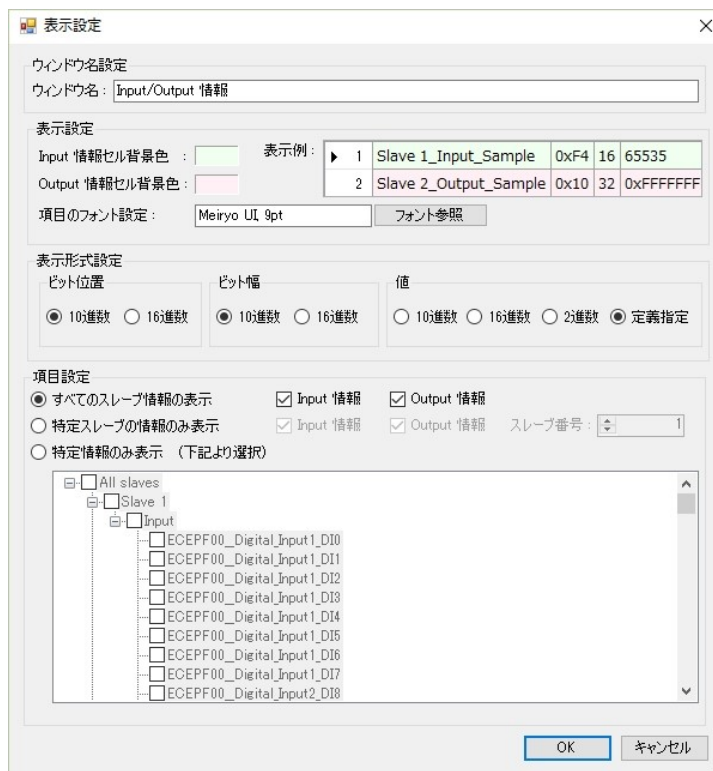 表示設定
ウィンドウ名設定
ウィンドウ名： Input/Output 情報
表示設定
Input 情報セル背景色 ：
Output 情報セル背景色：
表示例：
1 Slave 1_Input_Sample 0xF4 16 65535
2 Slave 2_Output_Sample 0x10 32 0xFFFFFFF
項目のフォント設定： Meiryo UI, 9pt フォント参照
表示形式設定
ビット位置 ビット幅 値
10進数 16進数 10進数 16進数 10進数 16進数 2進数 定義指定
項目設定
すべてのスレーブ情報の表示 Input 情報 Output 情報
特定スレーブの情報のみ表示 Input 情報 Output 情報 スレーブ番号： 1
特定情報のみ表示 （下記より選択）
All slaves
Slave 1
Input
ECEPF00__Digital_Input1_DI0
ECEPF00__Digital_Input1_DI1
ECEPF00__Digital_Input1_DI2
ECEPF00__Digital_Input1_DI3
ECEPF00__Digital_Input1_DI4
ECEPF00__Digital_Input1_DI5
ECEPF00__Digital_Input1_DI6
ECEPF00__Digital_Input1_DI7
ECEPF00__Digital_Input2_DI8
OK キャンセル